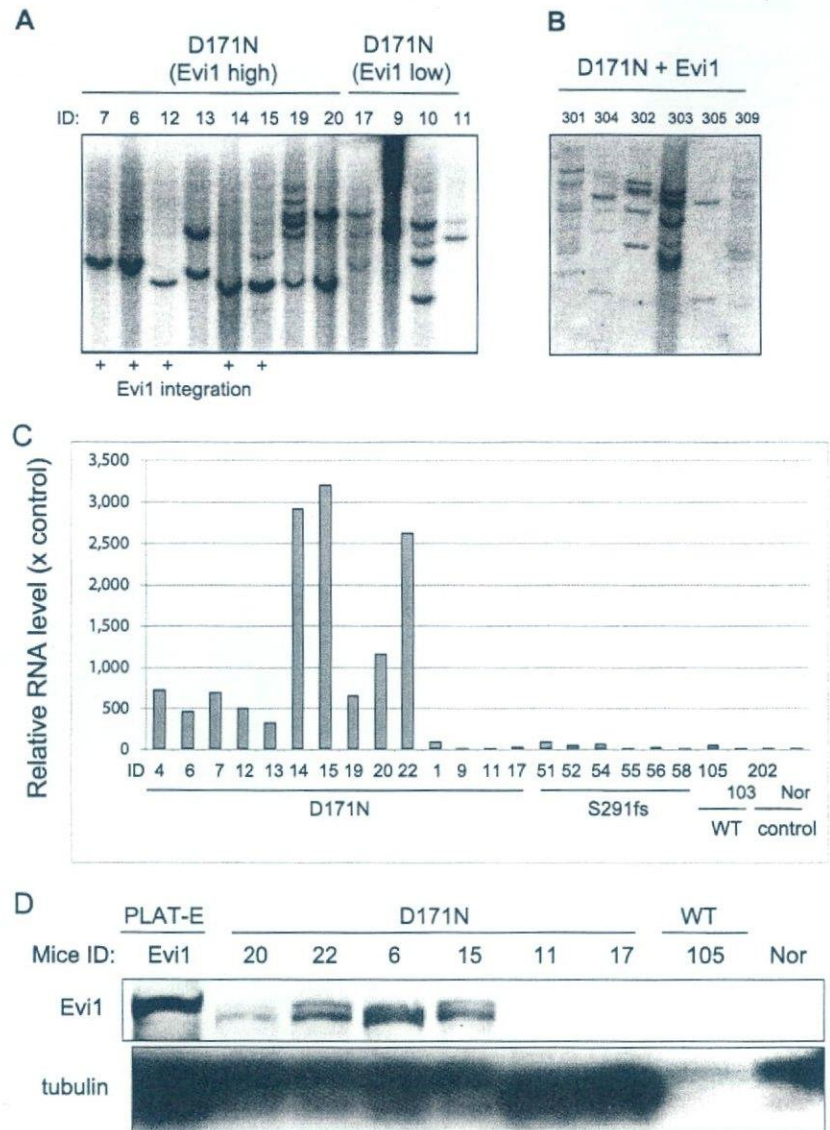 A
D171N
(Evi1 high)
D171N
(Evi1 low)
ID: 7 6 12 13 14 15 19 20 17 9 10 11
+ + + + +
Evi1 integration
B
D171N + Evi1
301 304 302 303 305 309
C
Relative RNA level (x control)
3,500
3,000
2,500
2,000
1,500
1,000
500
0
ID 4 6 7 12 13 14 15 19 20 22 1 9 11 17 51 52 54 55 56 58 105 202
103 Nor
D171N S291fs
WT control
D
PLAT-E D171N WT
Mice ID: Evi1 20 22 6 15 11 17 105 Nor
Evi1
tubulin